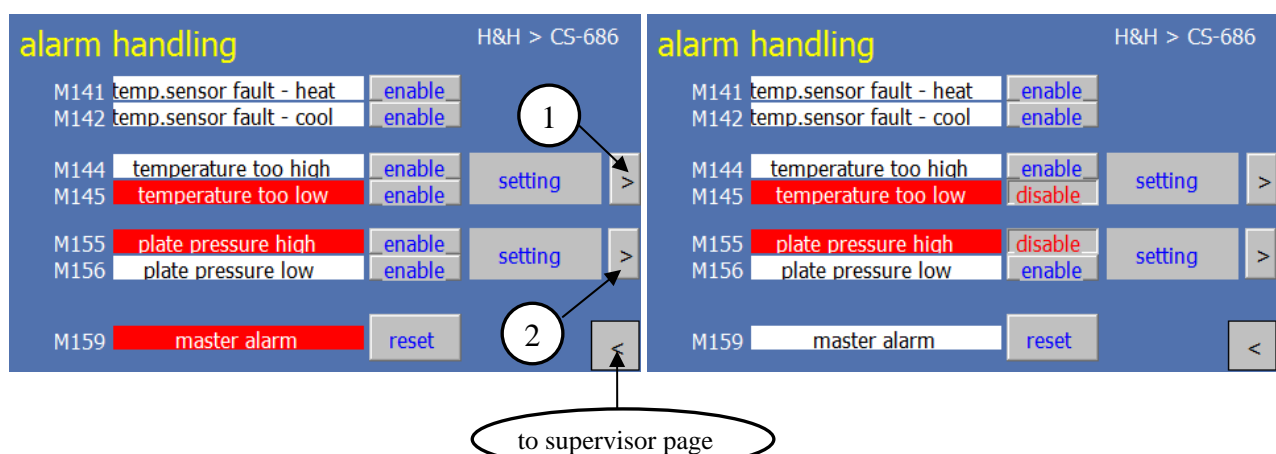 alarm handling
H&H > CS-686
M141 temp.sensor fault - heat enable
M142 temp.sensor fault - cool enable
1
M144 temperature too high enable
setting >
M145 temperature too low enable
M155 plate pressure high enable
setting >
M156 plate pressure low enable
2
M159 master alarm reset
<
alarm handling
H&H > CS-686
M141 temp.sensor fault - heat enable
M142 temp.sensor fault - cool enable
M144 temperature too high enable
setting >
M145 temperature too low disable
M155 plate pressure high disable
setting >
M156 plate pressure low enable
M159 master alarm reset
<
to supervisor page